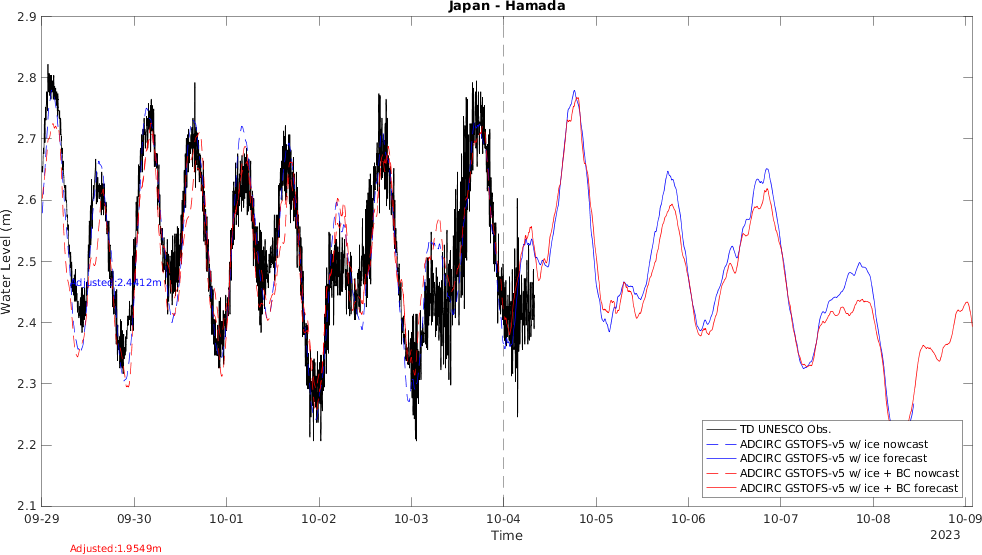 Japan - Hamada
2.9
2.8
2.7
2.6
2.5
2.4
2.3
2.2
2.1
Water Level (m)
Adjusted:2.4412m
TD UNESCO Obs.
ADCIRC GSTOFS-v5 w/ ice nowcast
ADCIRC GSTOFS-v5 w/ ice forecast
ADCIRC GSTOFS-v5 w/ ice + BC nowcast
ADCIRC GSTOFS-v5 w/ ice + BC forecast
09-29 09-30 10-01 10-02 10-03 10-04 10-05 10-06 10-07 10-08 10-09
Time
2023
Adjusted:1.9549m